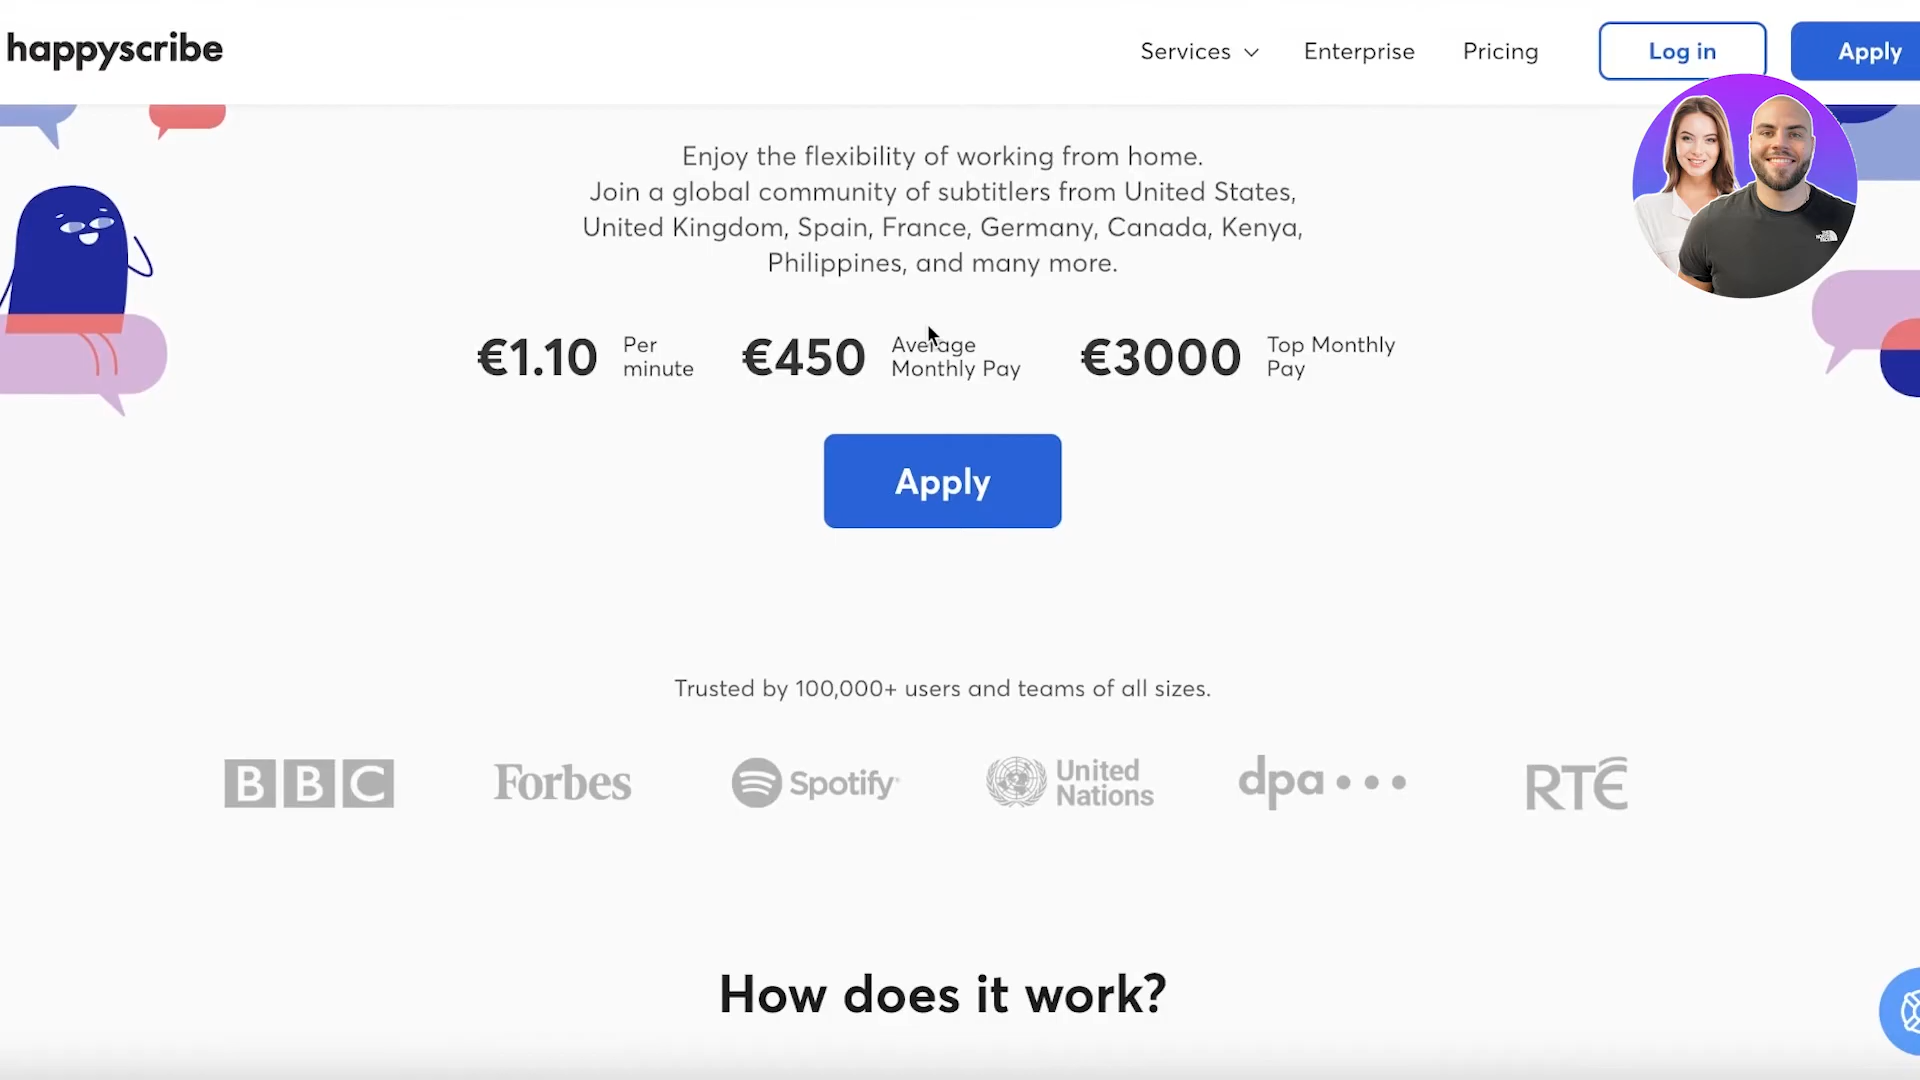 happyscribe
Services
Enterprise
Pricing
Log in
Apply
Enjoy the flexibility of working from home.
Join a global community of subtitlers from United States,
United Kingdom, Spain, France, Germany, Canada, Kenya,
Philippines, and many more.
€1.10
Per
minute
€450
Average
Monthly Pay
€3000
Top Monthly
Pay
Apply
Trusted by 100,000+ users and teams of all sizes.
BBC
Forbes
Spotify
United
Nations
dpa
RTÉ
How does it work?